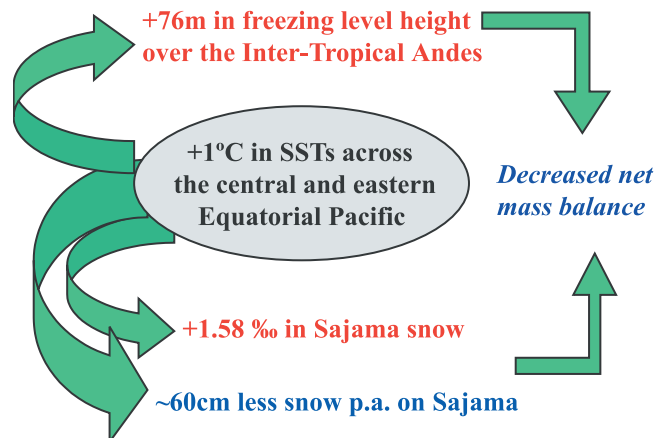 +76m in freezing level height
over the Inter-Tropical Andes
+1ºC in SSTs across
the central and eastern
Equatorial Pacific
Decreased net
mass balance
+1.58 ‰ in Sajama snow
~60cm less snow p.a. on Sajama